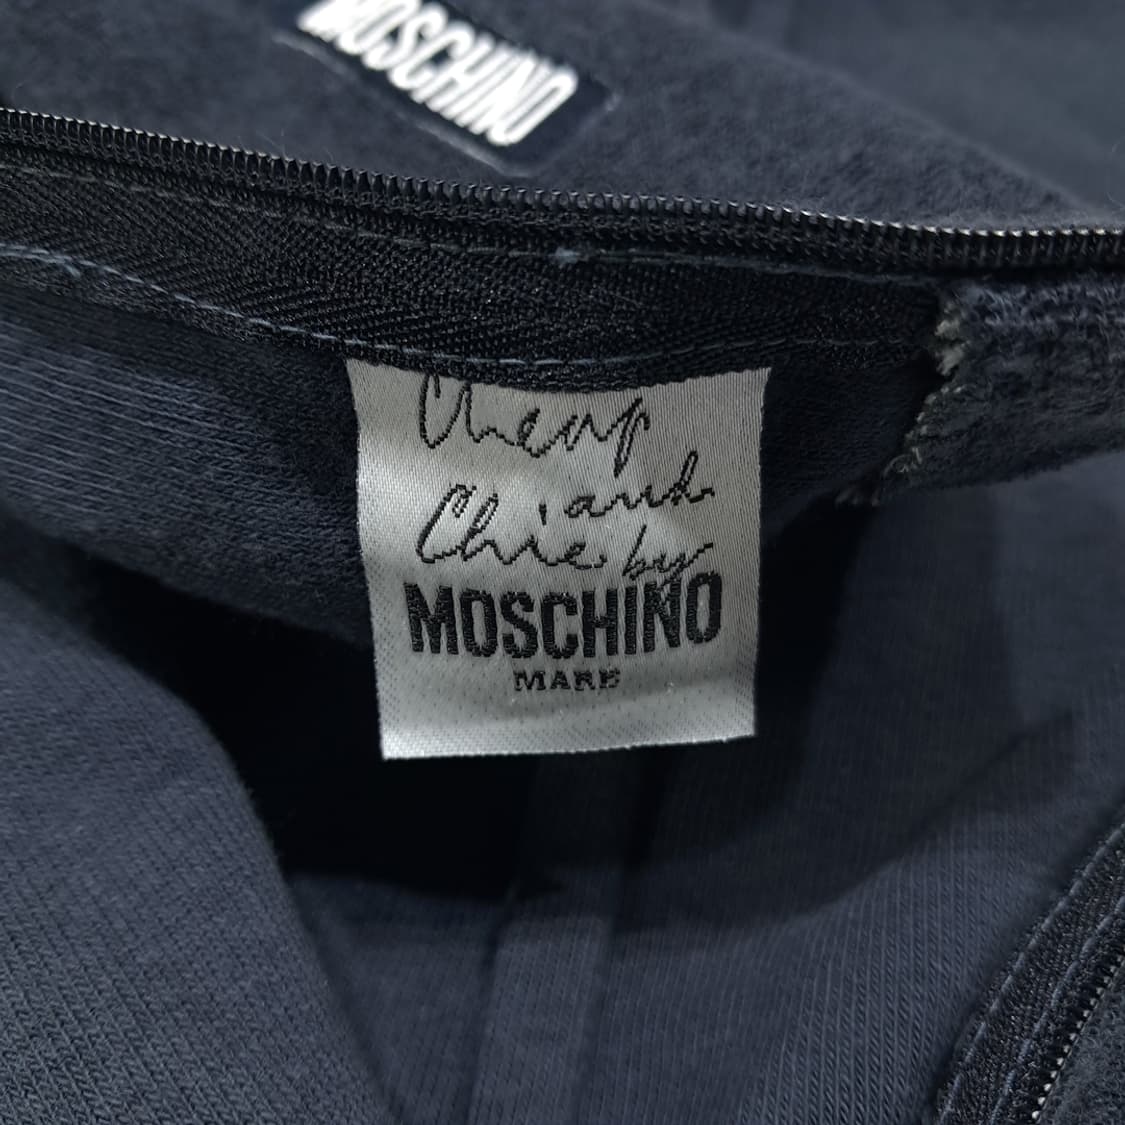 MOSCHINO
Cheap
and
Chic by
MOSCHINO
MARE